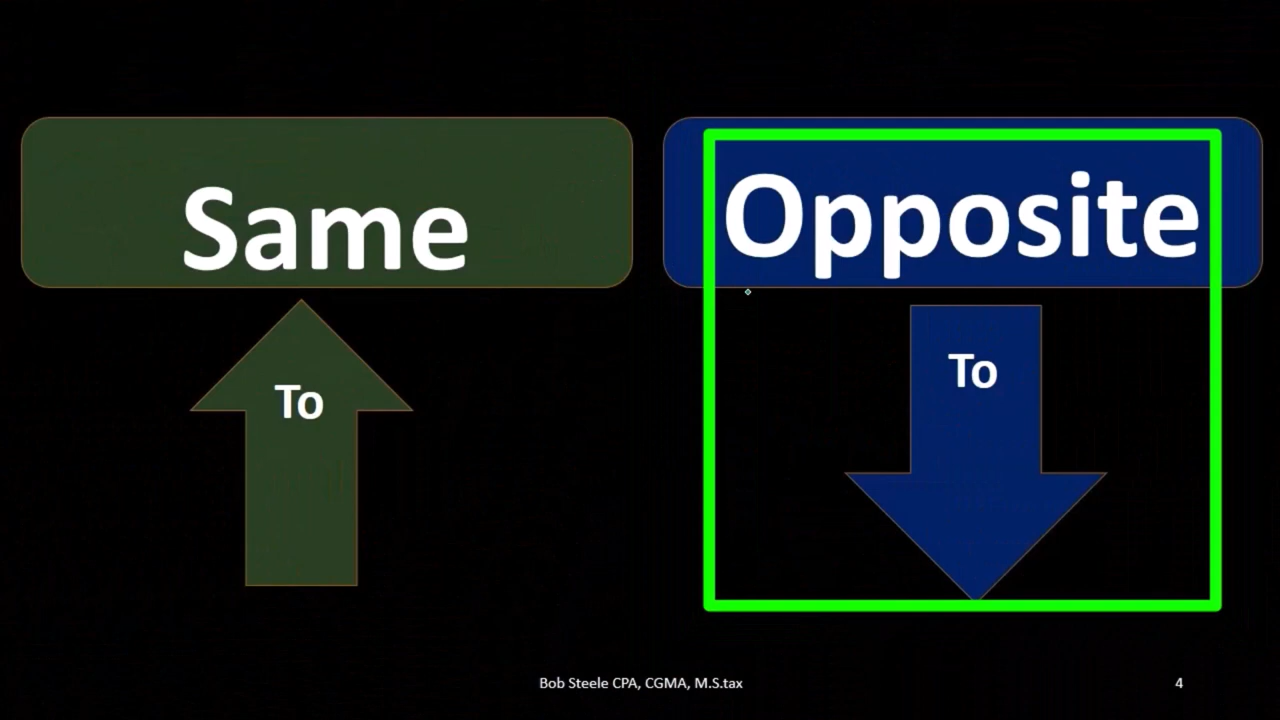 Same
Opposite
To
To
Bob Steele CPA, CGMA, M.S.tax
4